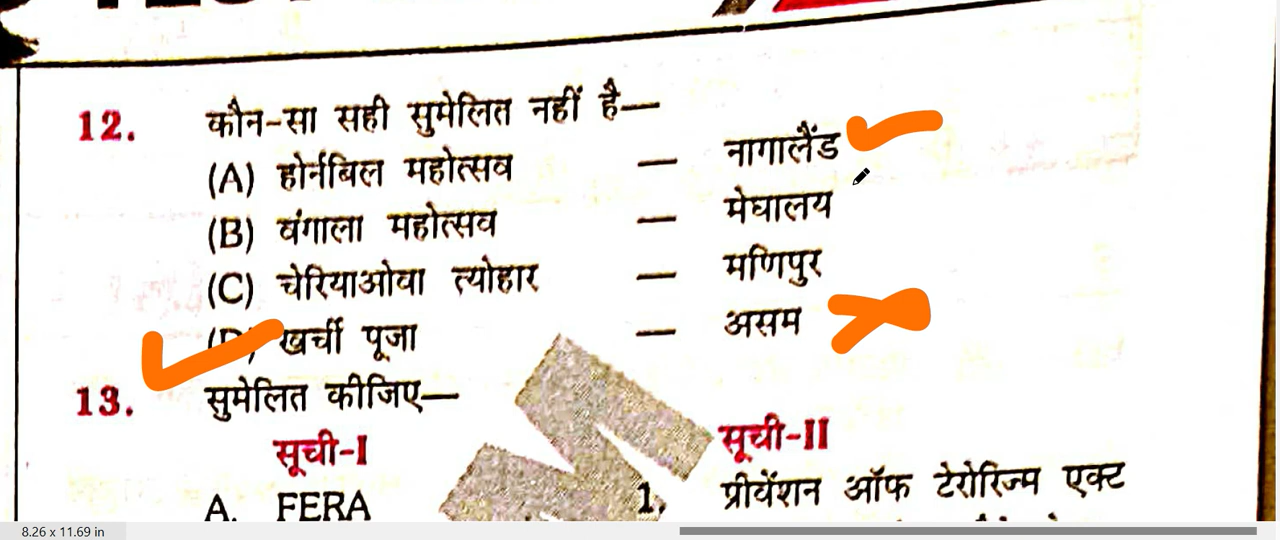 12. कौन-सा सही सुमेलित नहीं है—
(A) होर्नबिल महोत्सव — नागालैंड
(B) वंगाला महोत्सव — मेघालय
(C) चेरियाओवा त्योहार — मणिपुर
(D) खर्ची पूजा — असम
13. सुमेलित कीजिए—
सूची-I सूची-II
A. FERA 1. प्रीवेंशन ऑफ टेरोरिज्म एक्ट
8.26 x 11.69 in